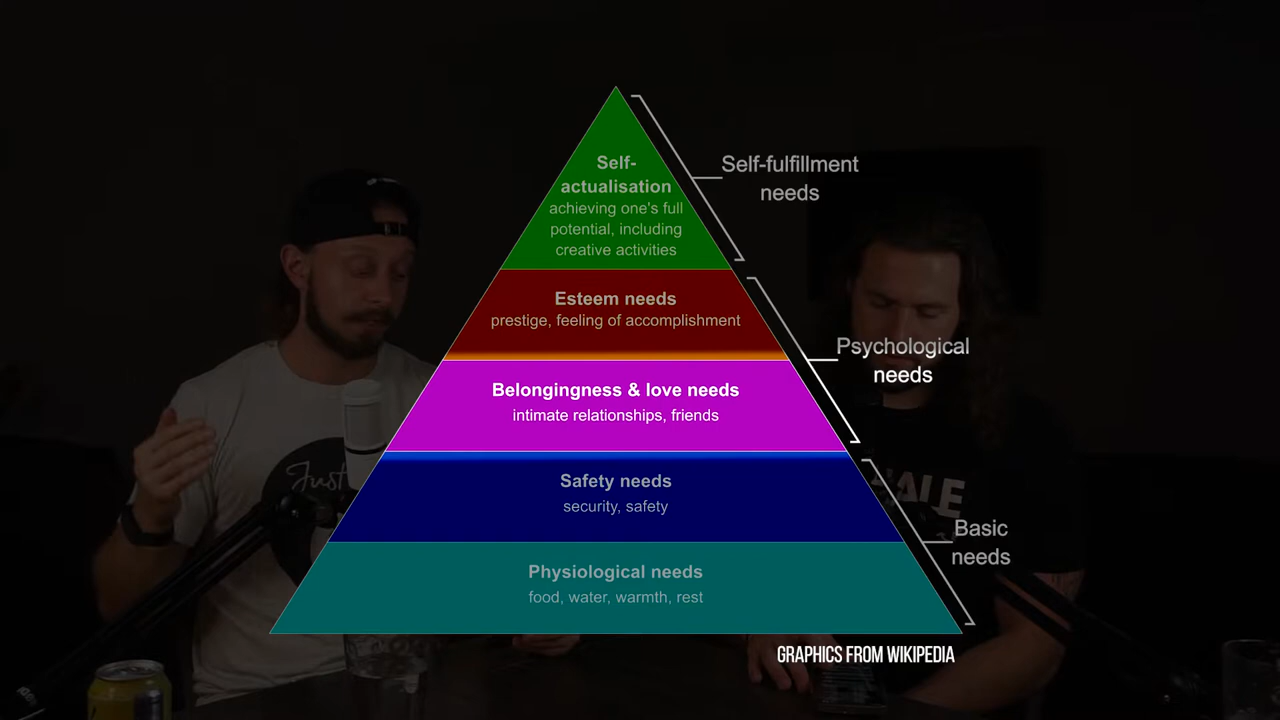 Self-
actualisation
achieving one's full
potential, including
creative activities
Self-fulfillment
needs
Esteem needs
prestige, feeling of accomplishment
Psychological
needs
Belongingness & love needs
intimate relationships, friends
Safety needs
security, safety
Basic
needs
Physiological needs
food, water, warmth, rest
GRAPHICS FROM WIKIPEDIA
Just